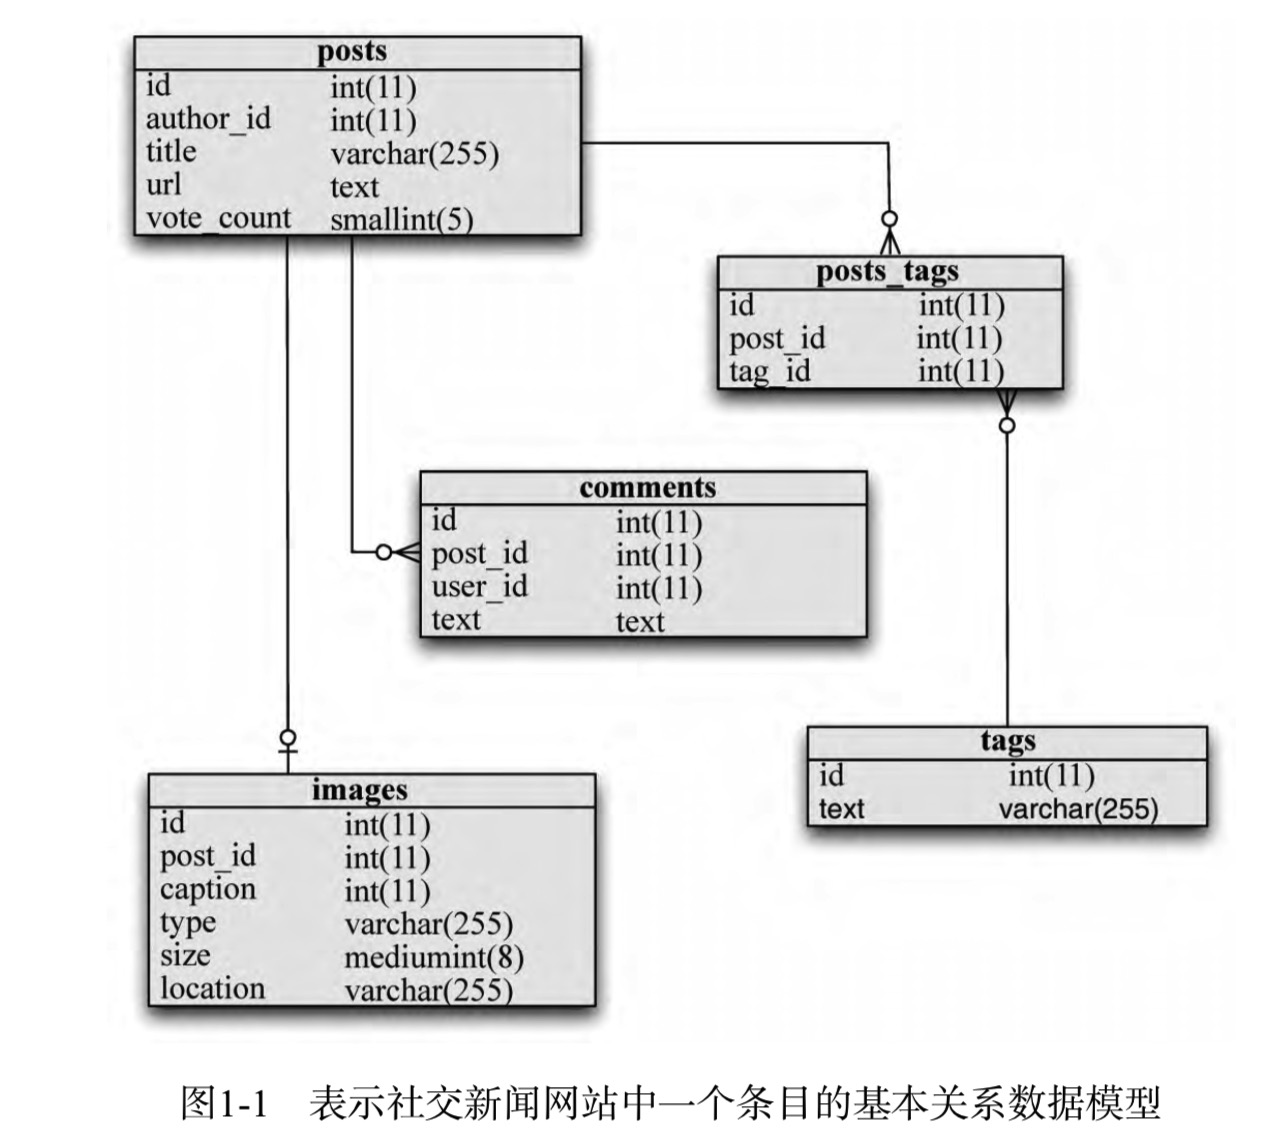 posts
id int(11)
author_id int(11)
title varchar(255)
url text
vote_count smallint(5)
posts_tags
id int(11)
post_id int(11)
tag_id int(11)
comments
id int(11)
post_id int(11)
user_id int(11)
text text
tags
id int(11)
text varchar(255)
images
id int(11)
post_id int(11)
caption int(11)
type varchar(255)
size mediumint(8)
location varchar(255)
图1-1 表示社交新闻网站中一个条目的基本关系数据模型